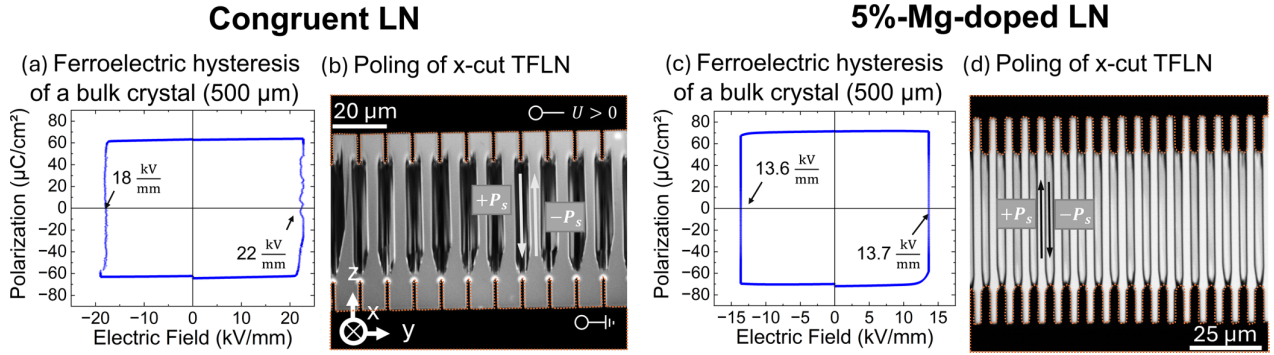 Congruent LN
5%-Mg-doped LN
(a) Ferroelectric hysteresis
of a bulk crystal (500 µm)
Polarization (µC/cm²)
80
60
40
20
0
−20
−40
−60
−80
18 kV/mm
22 kV/mm
−20 −10 0 10 20
Electric Field (kV/mm)
(b) Poling of x-cut TFLN
20 µm
U > 0
+Pₛ
−Pₛ
z
x
y
(c) Ferroelectric hysteresis
of a bulk crystal (500 µm)
Polarization (µC/cm²)
80
60
40
20
0
−20
−40
−60
−80
13.6 kV/mm
13.7 kV/mm
−15 −10 −5 0 5 10 15
Electric Field (kV/mm)
(d) Poling of x-cut TFLN
+Pₛ
−Pₛ
25 µm